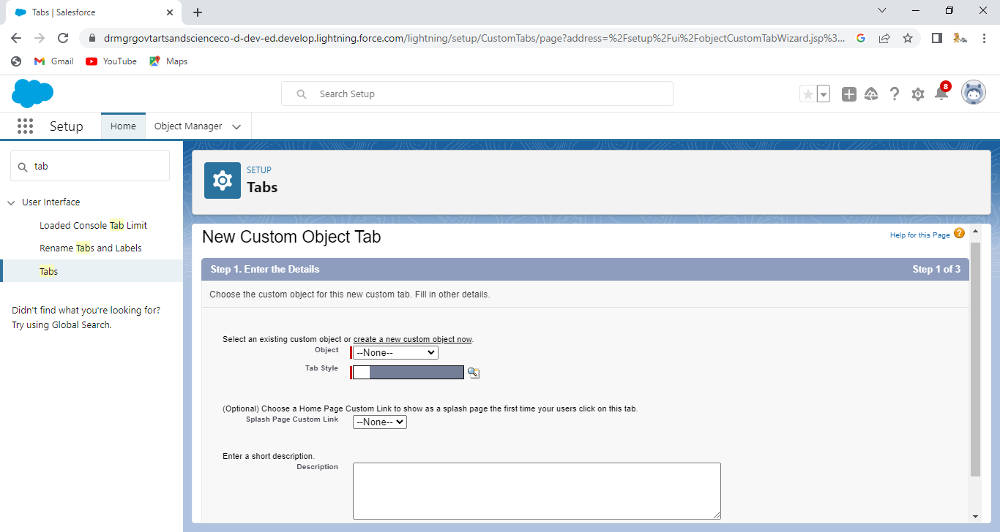 Tabs | Salesforce
drmgrgovtartsandscienceco-d-dev-ed.develop.lightning.force.com/lightning/setup/CustomTabs/page?address=%2Fsetup%2Fui%2FobjectCustomTabWizard.jsp%3...
Gmail YouTube Maps
Search Setup
8
Setup Home Object Manager
tab
User Interface
Loaded Console Tab Limit
Rename Tabs and Labels
Tabs
Didn't find what you're looking for?
Try using Global Search.
SETUP
Tabs
New Custom Object Tab
Help for this Page ?
Step 1. Enter the Details Step 1 of 3
Choose the custom object for this new custom tab. Fill in other details.
Select an existing custom object or create a new custom object now.
Object --None--
Tab Style
(Optional) Choose a Home Page Custom Link to show as a splash page the first time your users click on this tab.
Splash Page Custom Link --None--
Enter a short description.
Description